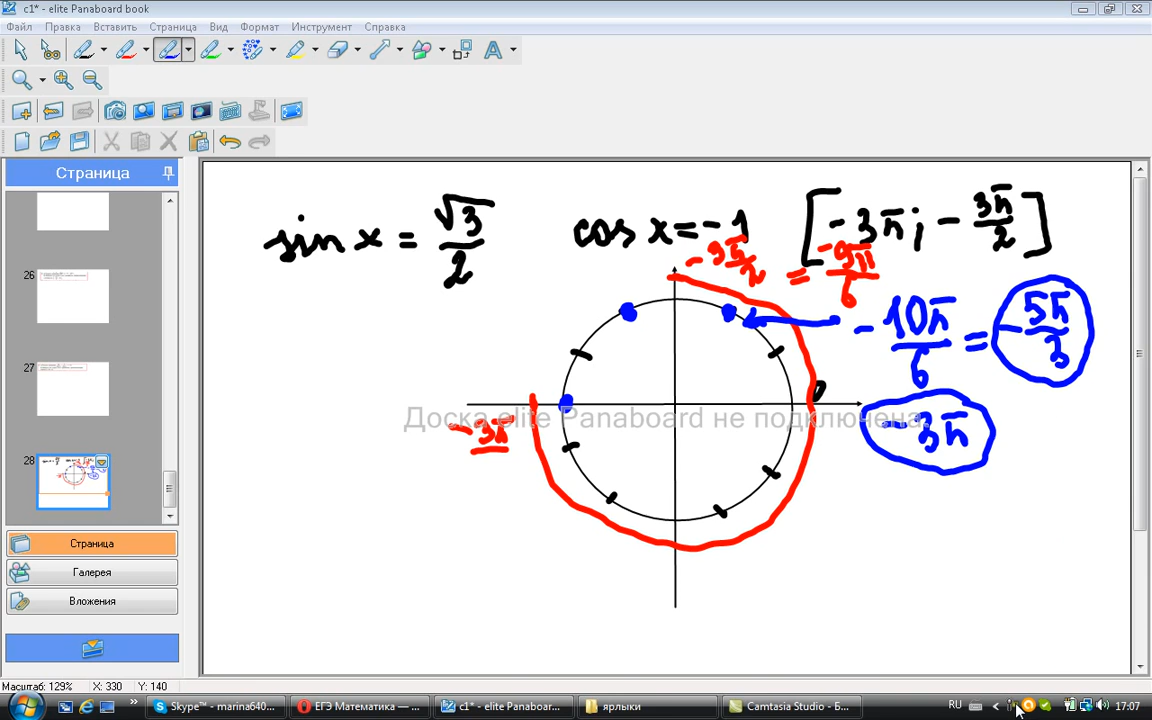 c1* - elite Panaboard book
Файл Правка Вставить Страница Вид Формат Инструмент Справка
Страница
26
27
28
Страница
Галерея
Вложения
sin x = √3/2 cos x = -1 [-3π; -3π/2]
-3π/2 = -9π/6
-10π/6 = -5π/3
0
Доска elite Panaboard не подключена.
-3π
-3π
Масштаб: 129% X: 330 Y: 140
Skype™ - marina640... ЕГЭ Математика — ... c1* - elite Panaboar... ярлыки Camtasia Studio - Б... RU 17:07